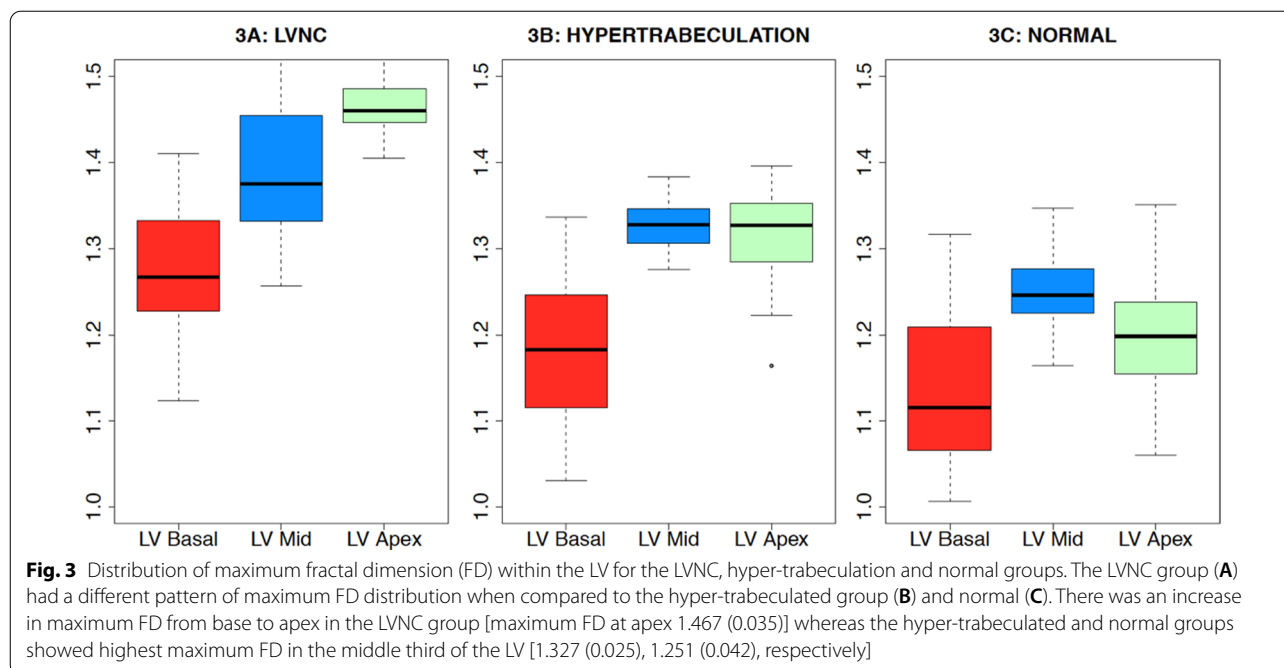 3A: LVNC
3B: HYPERTRABECULATION
3C: NORMAL
1.5
1.4
1.3
1.2
1.1
1.0
LV Basal LV Mid LV Apex
1.5
1.4
1.3
1.2
1.1
1.0
LV Basal LV Mid LV Apex
1.5
1.4
1.3
1.2
1.1
1.0
LV Basal LV Mid LV Apex
Fig. 3 Distribution of maximum fractal dimension (FD) within the LV for the LVNC, hyper-trabeculation and normal groups. The LVNC group (A)
had a different pattern of maximum FD distribution when compared to the hyper-trabeculated group (B) and normal (C). There was an increase
in maximum FD from base to apex in the LVNC group [maximum FD at apex 1.467 (0.035)] whereas the hyper-trabeculated and normal groups
showed highest maximum FD in the middle third of the LV [1.327 (0.025), 1.251 (0.042), respectively]